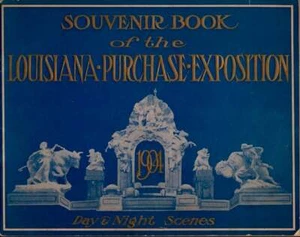 SOUVENIR BOOK
of the
LOUISIANA·PURCHASE·EXPOSITION
1904
Day & Night Scenes